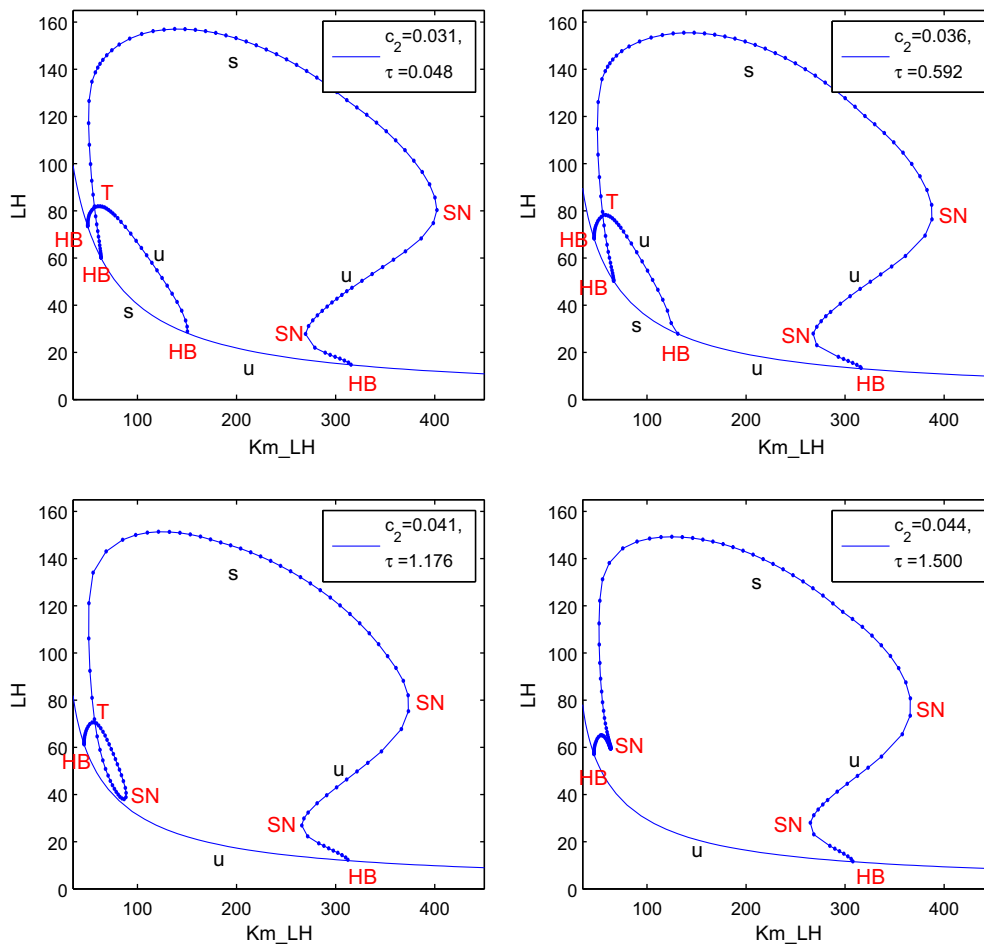 160
140
120
100
80
60
40
20
0
LH
c2=0.031,
τ =0.048
s
T
SN
HB
HB
u
u
s
SN
HB
u
HB
100 200 300 400
Km_LH
160
140
120
100
80
60
40
20
0
LH
c2=0.036,
τ =0.592
s
T
SN
HB
u
HB
u
s
SN
HB
u
HB
100 200 300 400
Km_LH
160
140
120
100
80
60
40
20
0
LH
c2=0.041,
τ =1.176
s
T
SN
HB
u
SN
SN
u
HB
100 200 300 400
Km_LH
160
140
120
100
80
60
40
20
0
LH
c2=0.044,
τ =1.500
s
SN
SN
u
HB
SN
u
HB
100 200 300 400
Km_LH